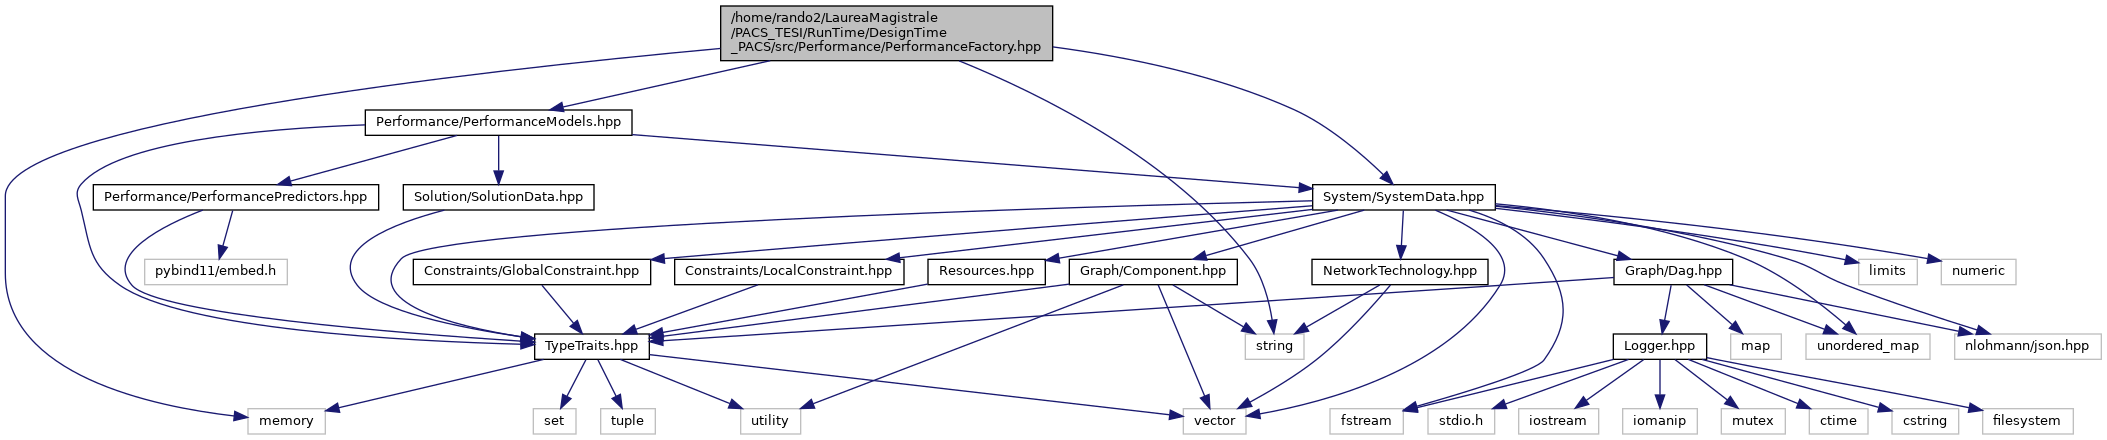 /home/rando2/LaureaMagistrale
/PACS_TESI/RunTime/DesignTime
_PACS/src/Performance/PerformanceFactory.hpp
Performance/PerformanceModels.hpp
Performance/PerformancePredictors.hpp
Solution/SolutionData.hpp
System/SystemData.hpp
pybind11/embed.h
Constraints/GlobalConstraint.hpp
Constraints/LocalConstraint.hpp
Resources.hpp
Graph/Component.hpp
NetworkTechnology.hpp
Graph/Dag.hpp
limits
numeric
TypeTraits.hpp
string
Logger.hpp
map
unordered_map
nlohmann/json.hpp
memory
set
tuple
utility
vector
fstream
stdio.h
iostream
iomanip
mutex
ctime
cstring
filesystem